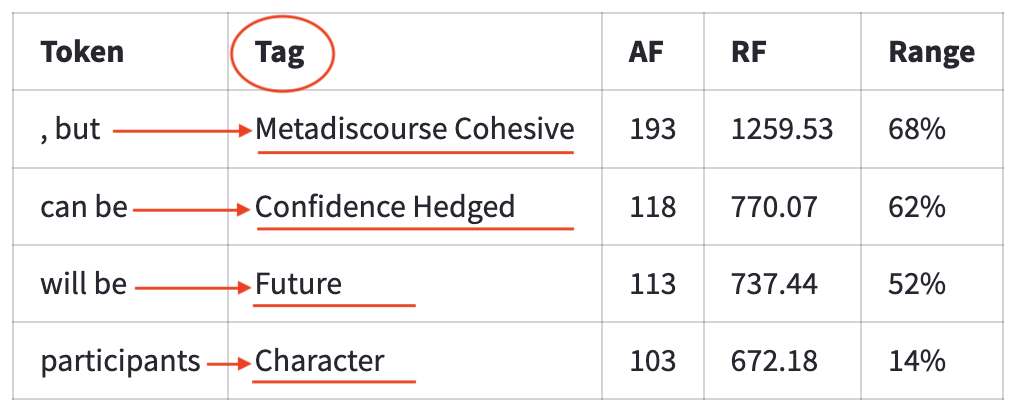 Token Tag AF RF Range
, but Metadiscourse Cohesive 193 1259.53 68%
can be Confidence Hedged 118 770.07 62%
will be Future 113 737.44 52%
participants Character 103 672.18 14%